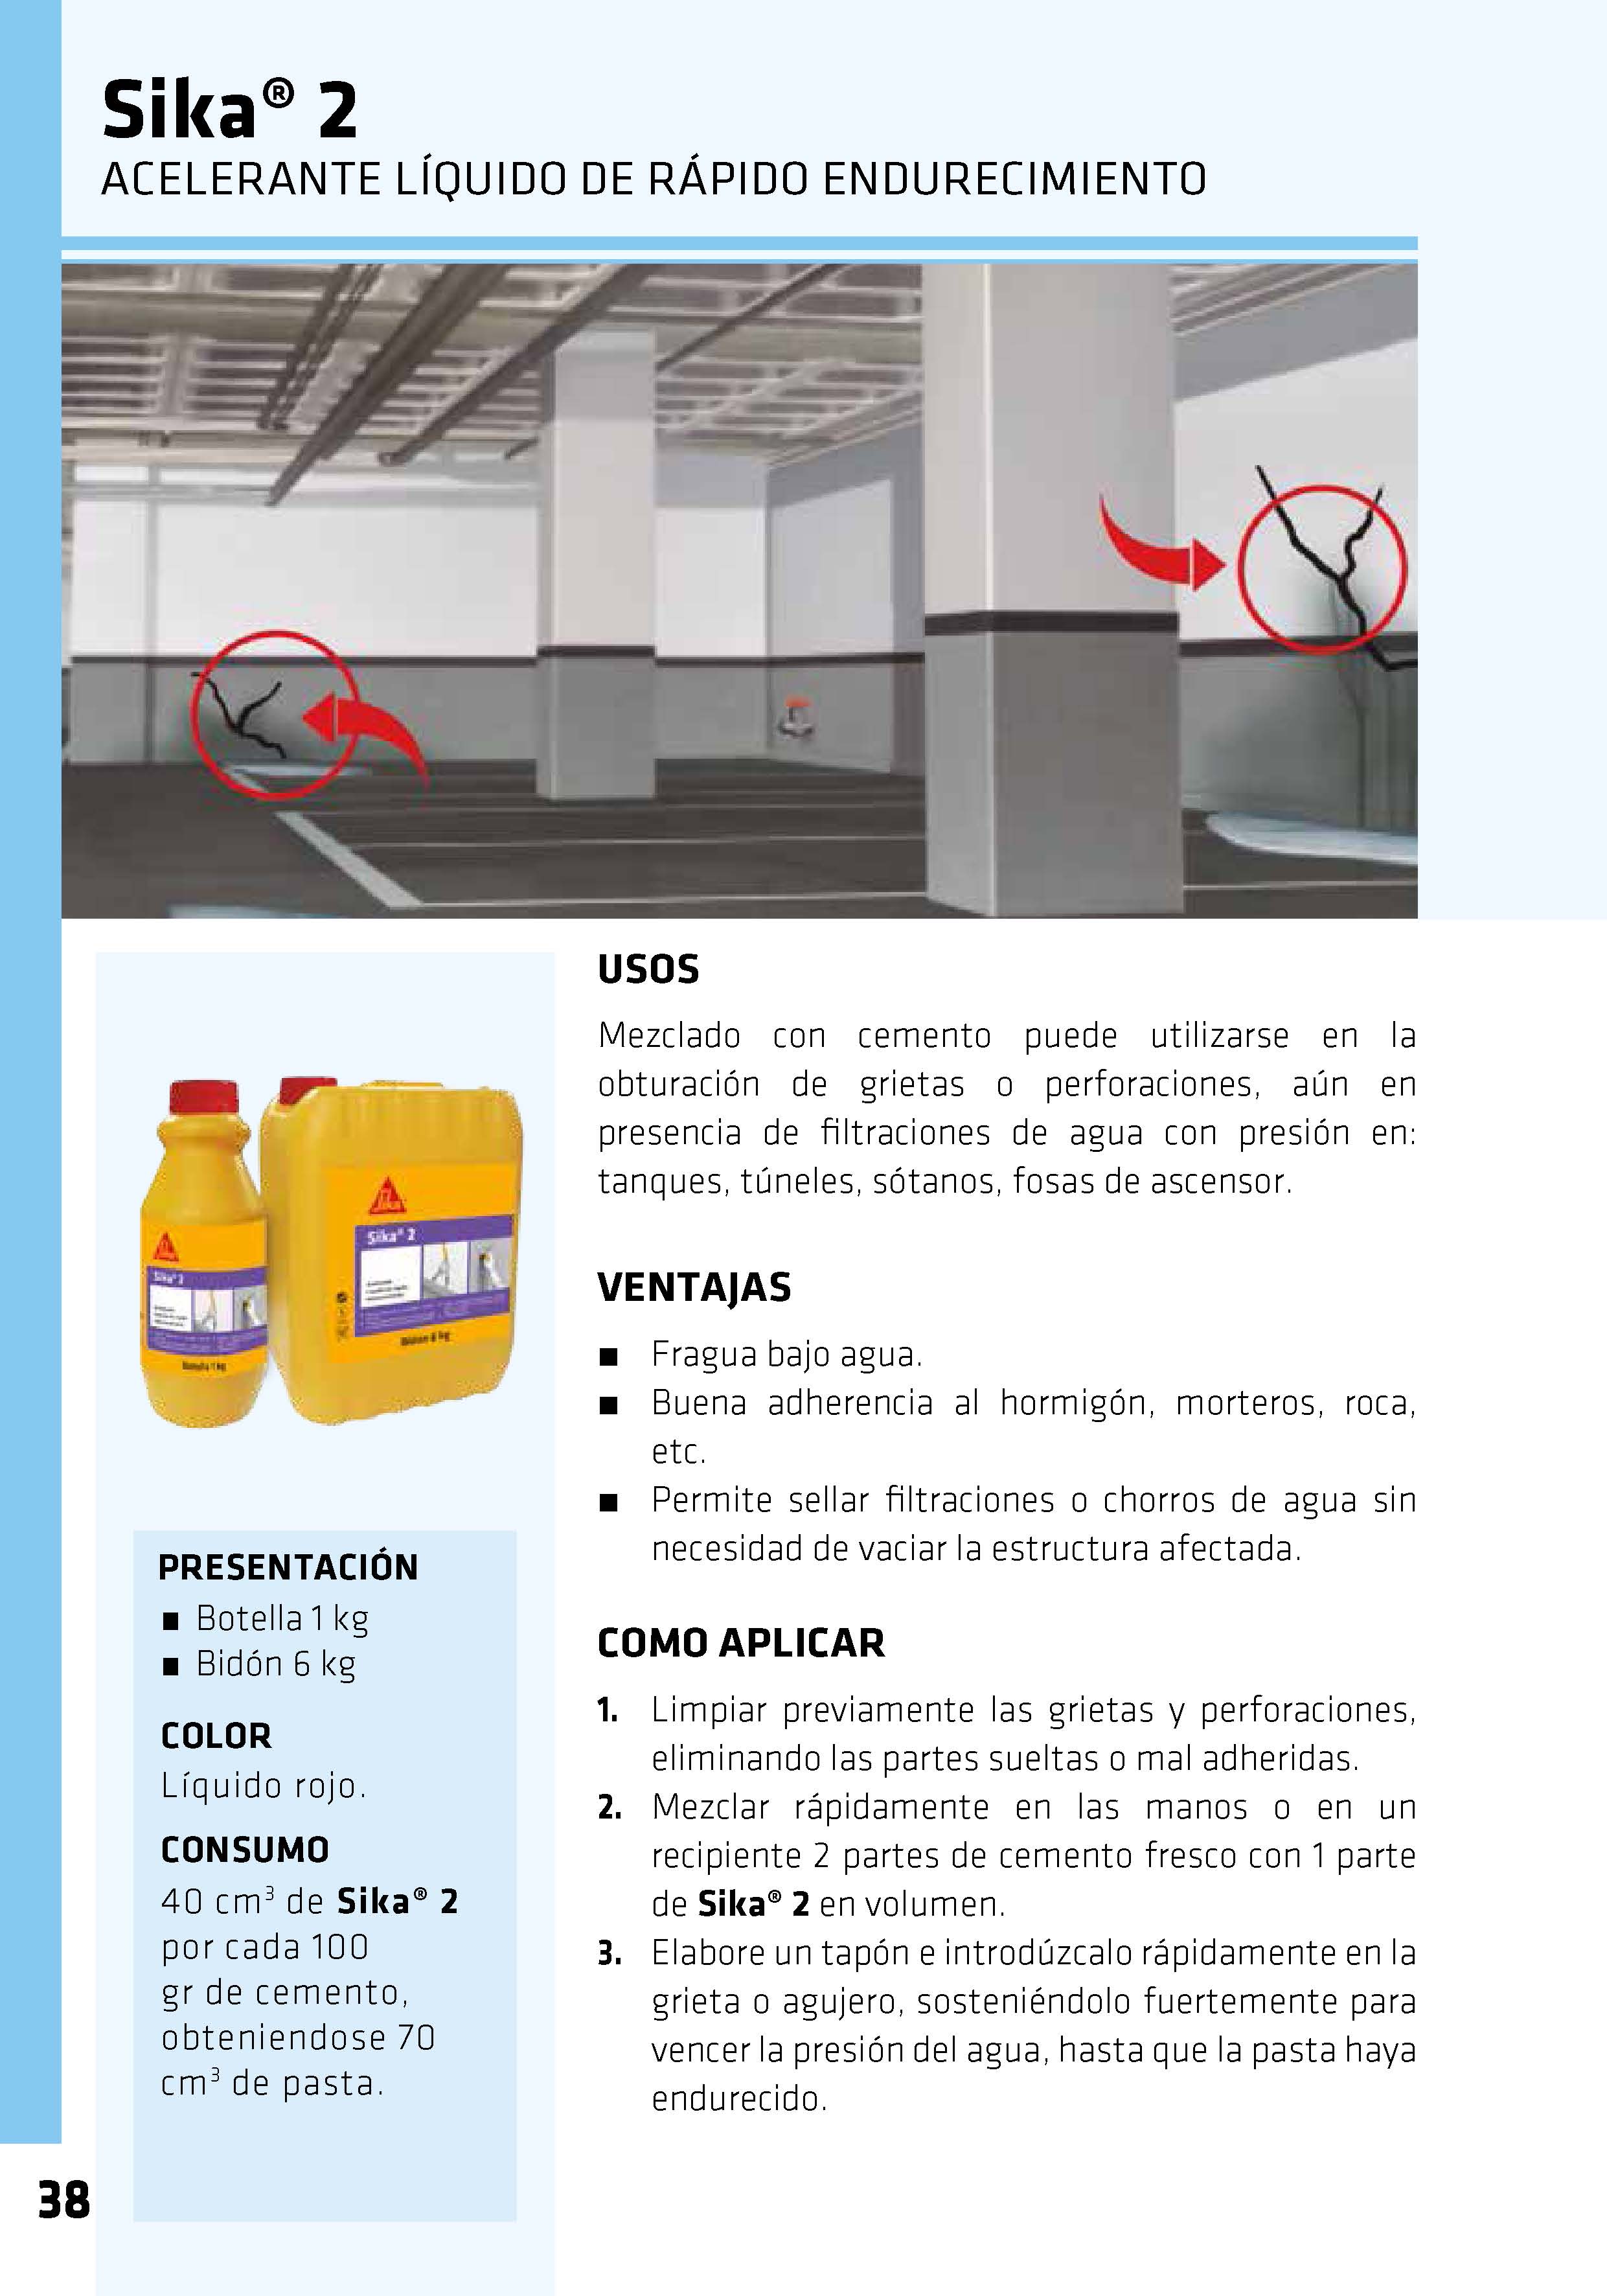 Sika® 2
ACELERANTE LÍQUIDO DE RÁPIDO ENDURECIMIENTO
Sika
Sika® 2
Bidón 6 kg
Sika
Sika® 2
Botella 1 kg
PRESENTACIÓN
■ Botella 1 kg
■ Bidón 6 kg
COLOR
Líquido rojo.
CONSUMO
40 cm³ de Sika® 2
por cada 100
gr de cemento,
obteniendose 70
cm³ de pasta.
USOS
Mezclado con cemento puede utilizarse en la
obturación de grietas o perforaciones, aún en
presencia de filtraciones de agua con presión en:
tanques, túneles, sótanos, fosas de ascensor.
VENTAJAS
■ Fragua bajo agua.
■ Buena adherencia al hormigón, morteros, roca,
etc.
■ Permite sellar filtraciones o chorros de agua sin
necesidad de vaciar la estructura afectada.
COMO APLICAR
1. Limpiar previamente las grietas y perforaciones,
eliminando las partes sueltas o mal adheridas.
2. Mezclar rápidamente en las manos o en un
recipiente 2 partes de cemento fresco con 1 parte
de Sika® 2 en volumen.
3. Elabore un tapón e introdúzcalo rápidamente en la
grieta o agujero, sosteniéndolo fuertemente para
vencer la presión del agua, hasta que la pasta haya
endurecido.
38